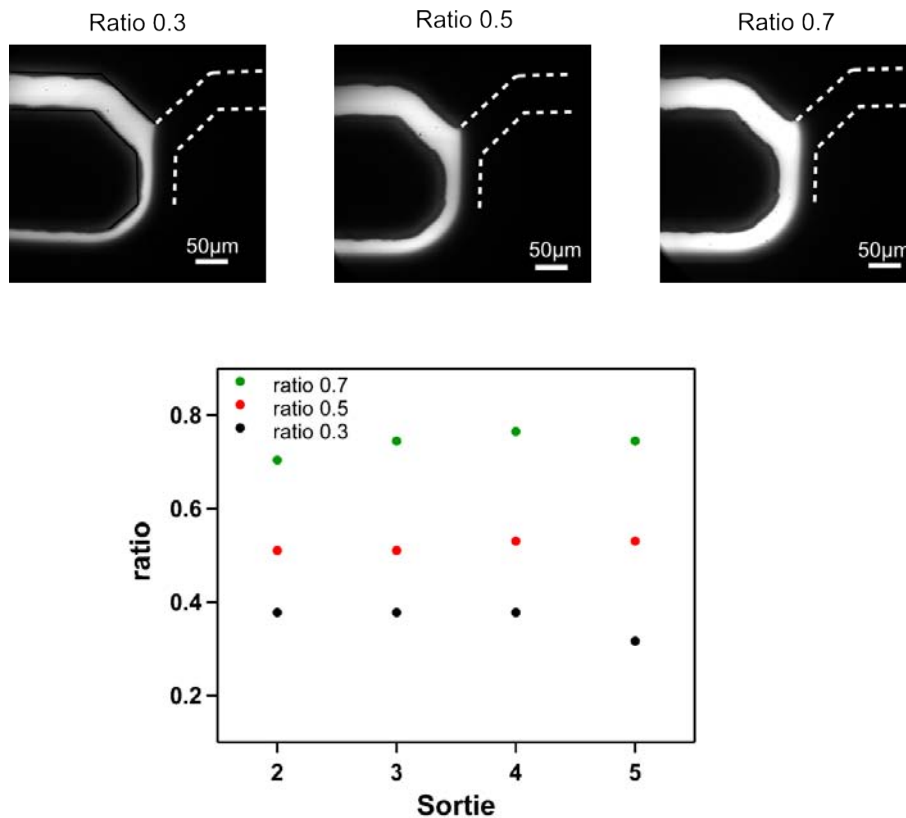 Ratio 0.3
Ratio 0.5
Ratio 0.7
50µm
50µm
50µm
ratio 0.7
ratio 0.5
ratio 0.3
0.8
0.6
0.4
0.2
ratio
2 3 4 5
Sortie